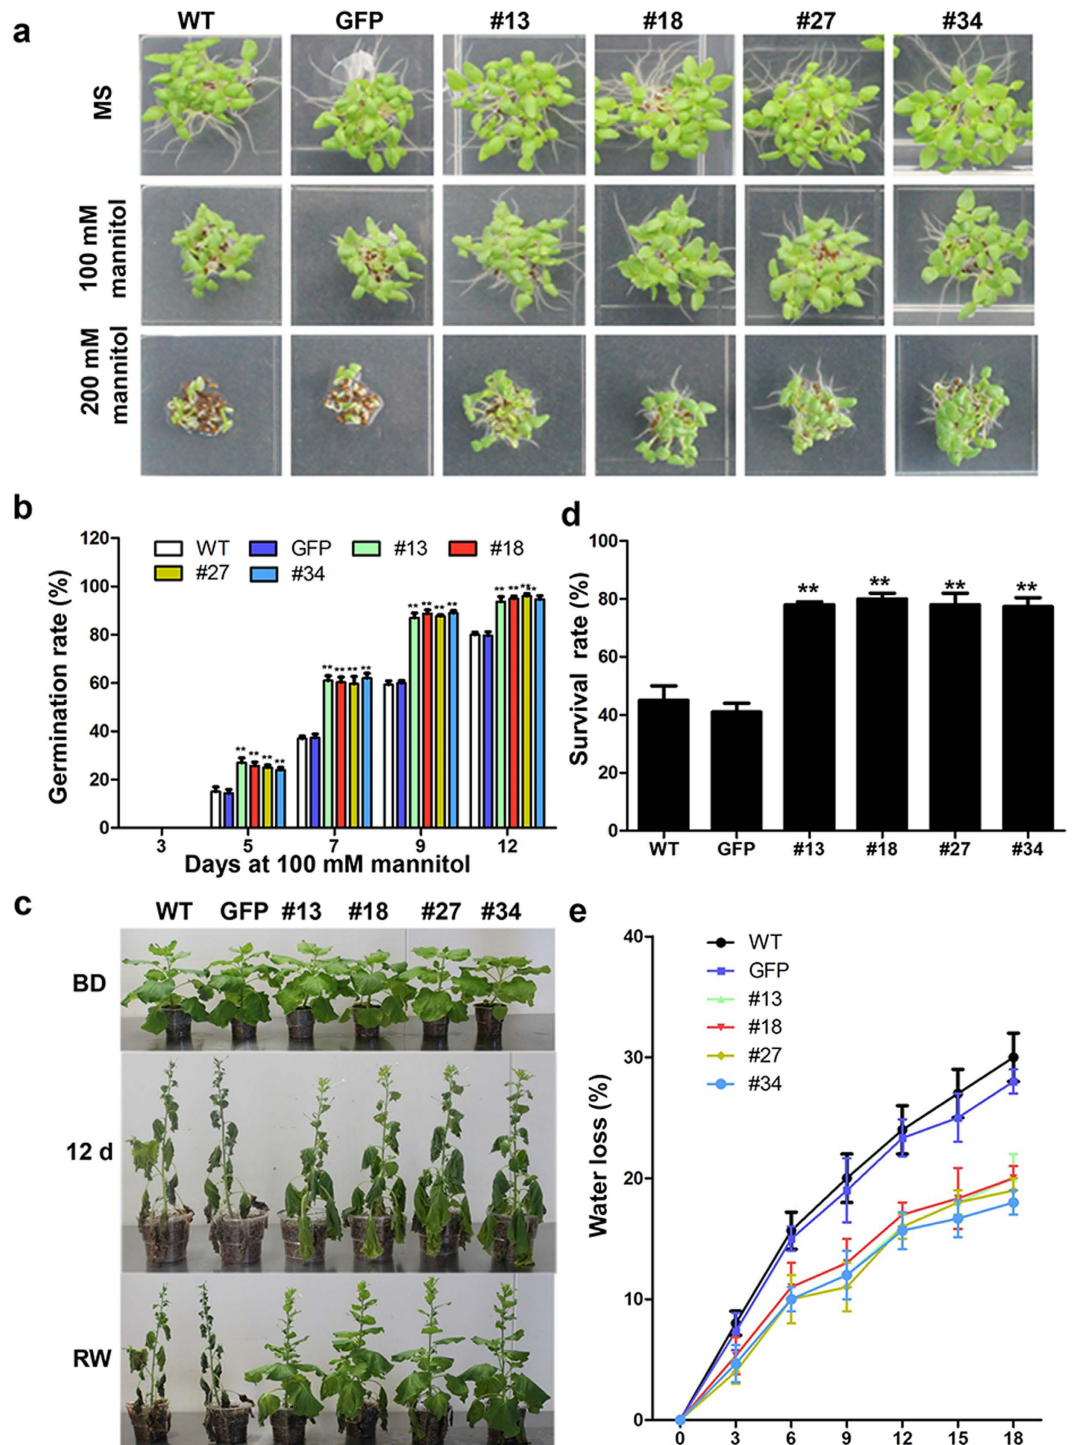 a
WT GFP #13 #18 #27 #34
MS
100 mM
mannitol
200 mM
mannitol
b
Germination rate (%)
120
100
80
60
40
20
0
WT GFP #13 #18
#27 #34
** ** ** **
** ** ** **
** ** ** **
** ** ** **
3 5 7 9 12
Days at 100 mM mannitol
d
Survival rate (%)
100
80
60
40
20
0
** ** ** **
WT GFP #13 #18 #27 #34
c
WT GFP #13 #18 #27 #34
BD
12 d
RW
e
Water loss (%)
40
30
20
10
0
WT
GFP
#13
#18
#27
#34
0 3 6 9 12 15 18